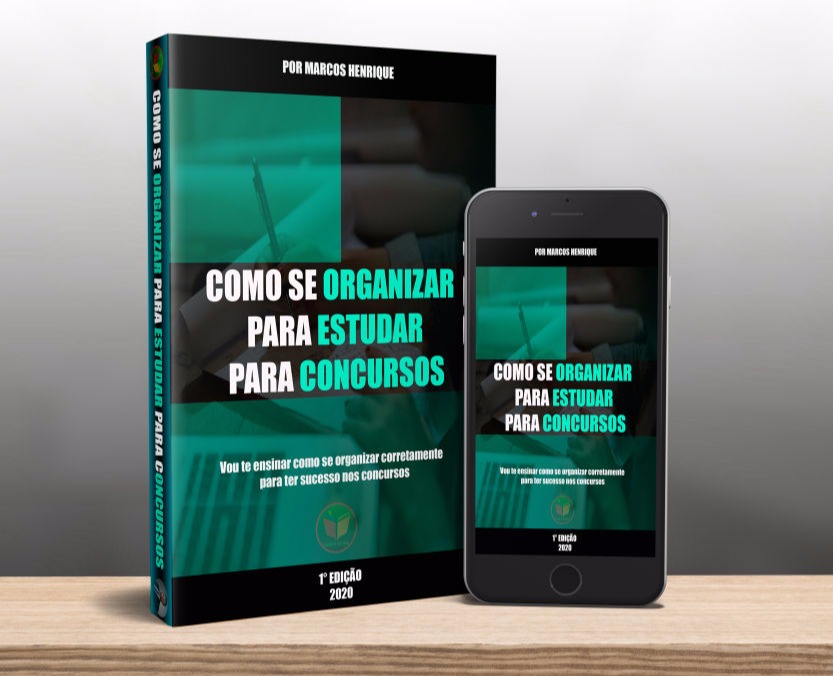 POR MARCOS HENRIQUE
COMO SE ORGANIZAR
PARA ESTUDAR
PARA CONCURSOS
Vou te ensinar como se organizar corretamente
para ter sucesso nos concursos
1° EDIÇÃO
2020
COMO SE ORGANIZAR PARA ESTUDAR PARA CONCURSOS
POR MARCOS HENRIQUE
COMO SE ORGANIZAR
PARA ESTUDAR
PARA CONCURSOS
Vou te ensinar como se organizar corretamente
para ter sucesso nos concursos
1° EDIÇÃO
2020